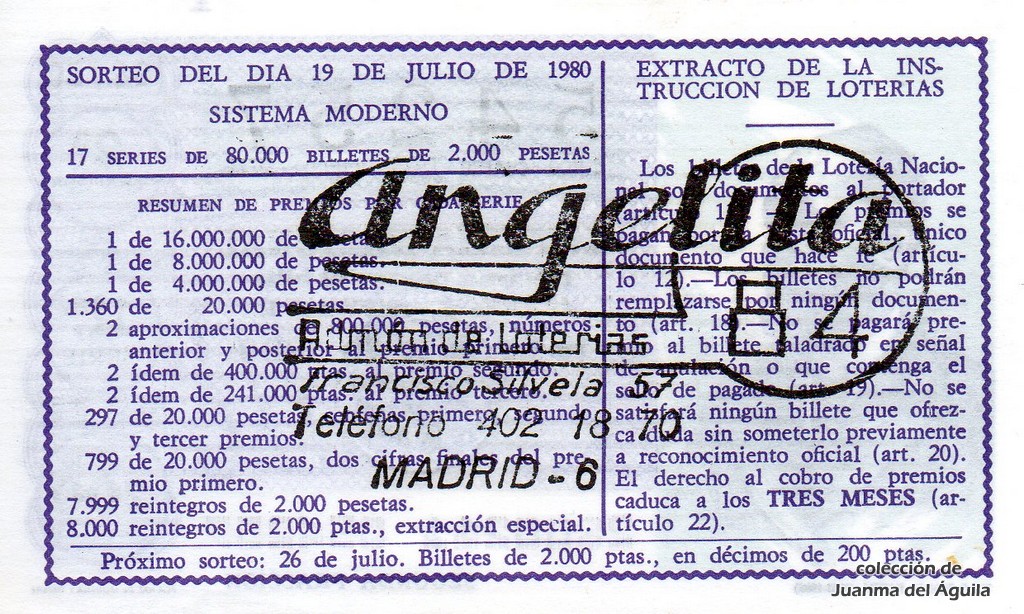 SORTEO DEL DIA 19 DE JULIO DE 1980
SISTEMA MODERNO
17 SERIES DE 80.000 BILLETES DE 2.000 PESETAS
RESUMEN DE PREMIOS POR CADA SERIE
1 de 16.000.000 de pesetas.
1 de 8.000.000 de pesetas.
1 de 4.000.000 de pesetas.
1.360 de 20.000 pesetas.
2 aproximaciones de 800.000 pesetas, números
anterior y posterior al premio primero.
2 ídem de 400.000 ptas. al premio segundo.
2 ídem de 241.000 ptas. al premio tercero.
297 de 20.000 pesetas, centenas primero, segundo
y tercer premios.
799 de 20.000 pesetas, dos cifras finales del pre-
mio primero.
7.999 reintegros de 2.000 pesetas.
8.000 reintegros de 2.000 ptas., extracción especial.
EXTRACTO DE LA INS-
TRUCCION DE LOTERIAS
Los billetes de la Lotería Nacio-
nal son documentos al portador
(artículo 1.º).—Los premios se
pagan por la lista oficial, único
documento que hace fe (artícu-
lo 12).—Los billetes no podrán
remplazarse por ningún documen-
to (art. 18).—No se pagará pre-
mio al billete taladrado en señal
de anulación o que contenga el
sello de pagado (art. 19).—No se
satisfará ningún billete que ofrez-
ca duda sin someterlo previamente
a reconocimiento oficial (art. 20).
El derecho al cobro de premios
caduca a los TRES MESES (ar-
tículo 22).
Próximo sorteo: 26 de julio. Billetes de 2.000 ptas., en décimos de 200 ptas.
angelita
84
Admon. de loterias
Francisco Silvela 57
Teléfono 402 18 70
MADRID - 6
colección de
Juanma del Águila